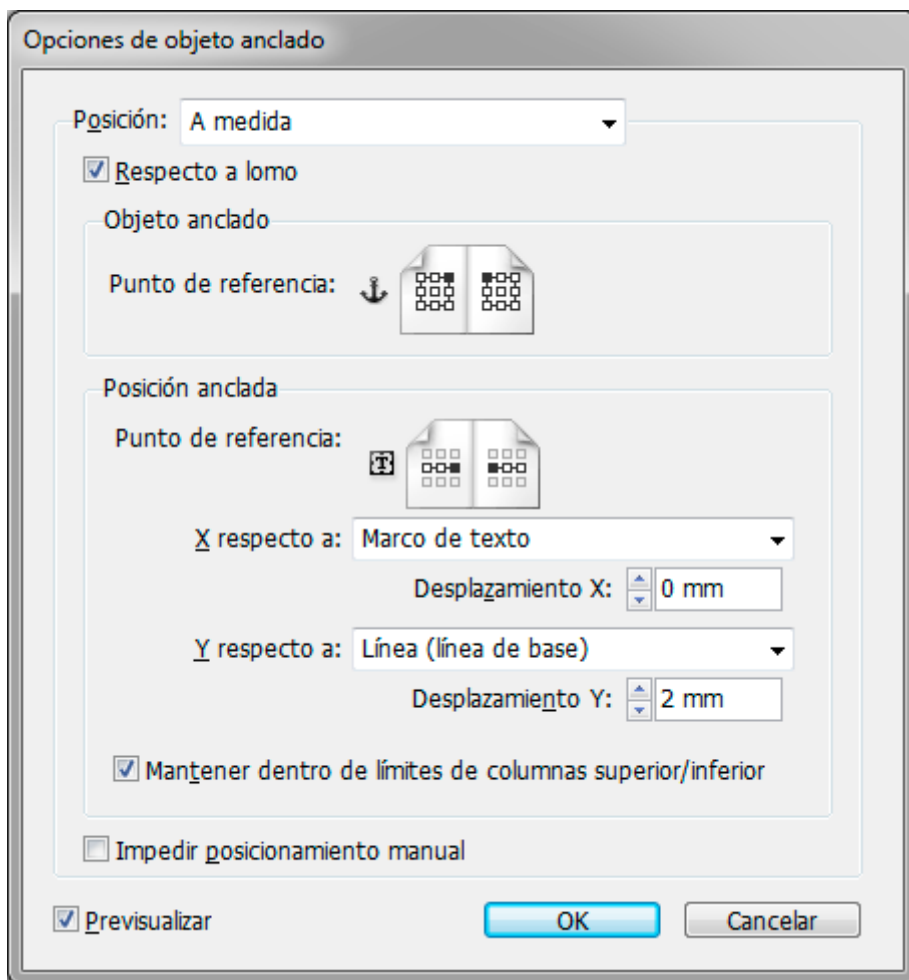 Opciones de objeto anclado
Posición: A medida
Respecto a lomo
Objeto anclado
Punto de referencia:
Posición anclada
Punto de referencia:
T
X respecto a: Marco de texto
Desplazamiento X: 0 mm
Y respecto a: Línea (línea de base)
Desplazamiento Y: 2 mm
Mantener dentro de límites de columnas superior/inferior
Impedir posicionamiento manual
Previsualizar OK Cancelar